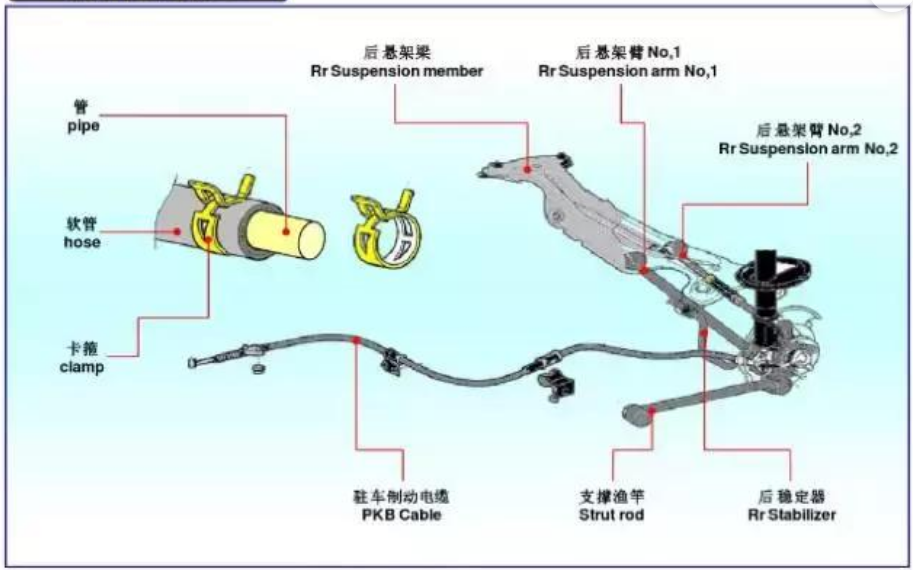 后悬架梁
Rr Suspension member
后悬架臂 No,1
Rr Suspension arm No,1
后悬架臂 No,2
Rr Suspension arm No,2
管
pipe
软管
hose
卡箍
clamp
驻车制动电缆
PKB Cable
支撑渔竿
Strut rod
后稳定器
Rr Stabilizer